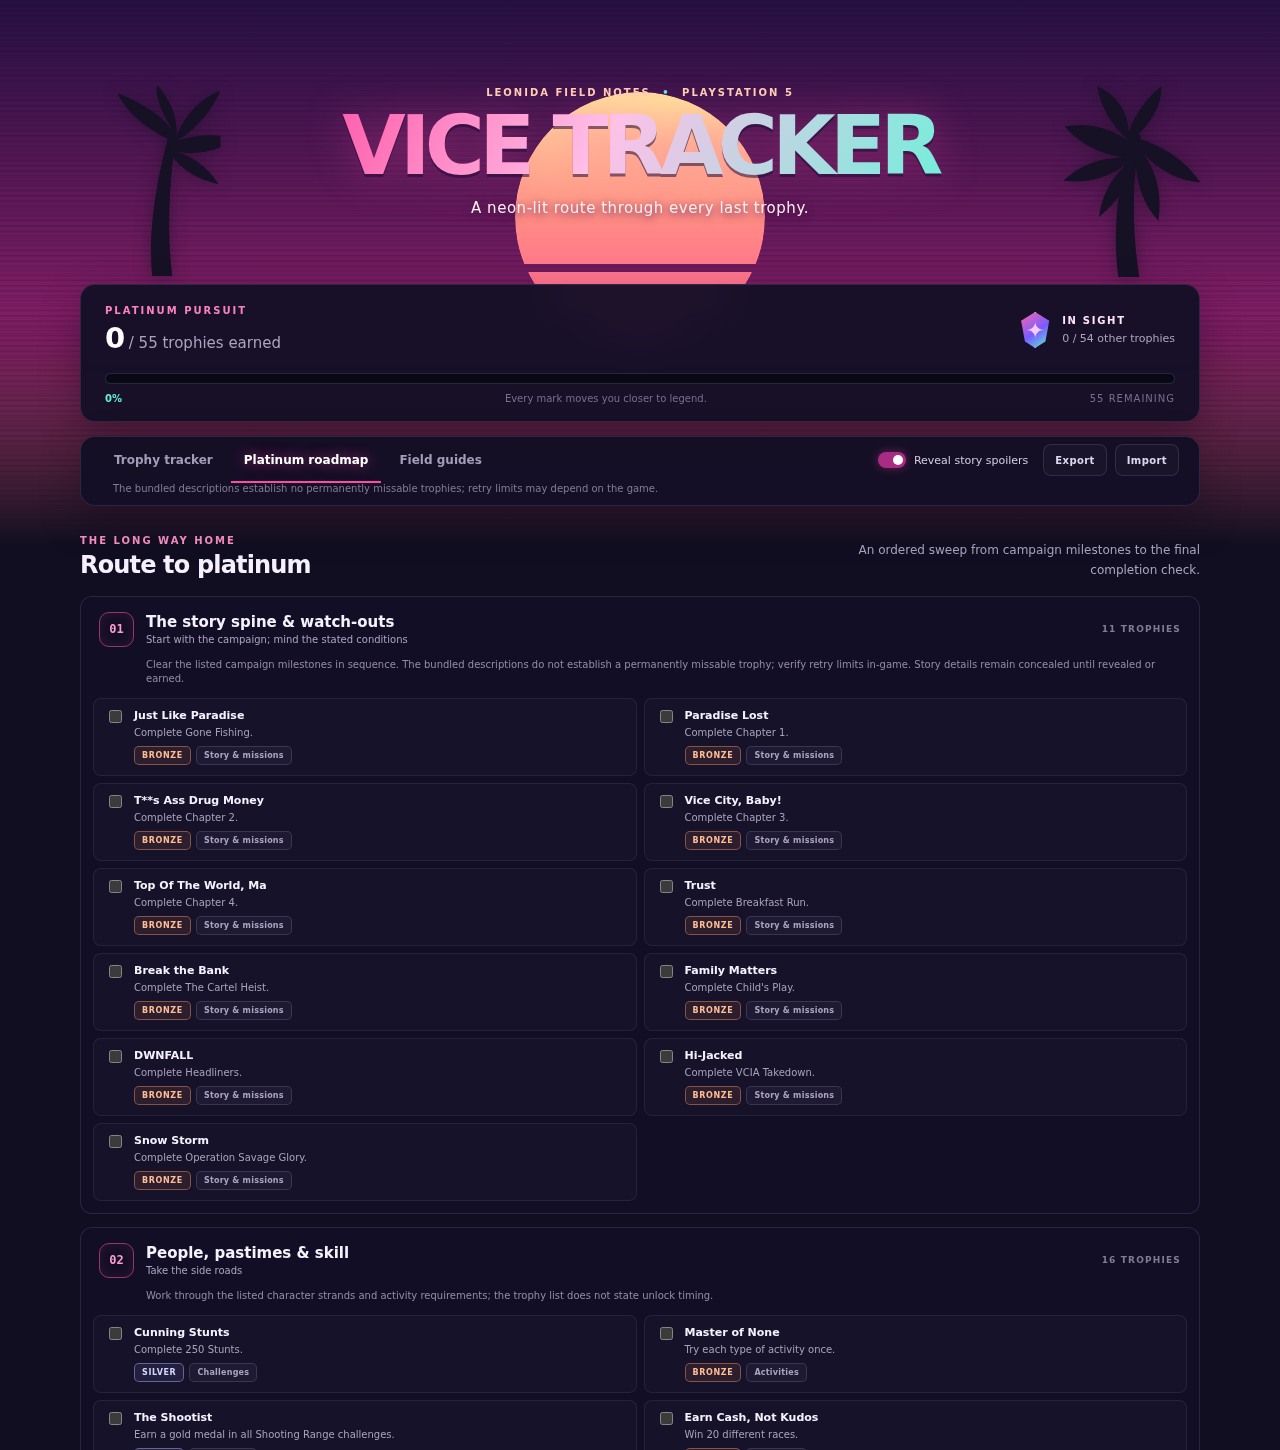 LEONIDA FIELD NOTES • PLAYSTATION 5
VICE TRACKER
A neon-lit route through every last trophy.
PLATINUM PURSUIT
0 / 55 trophies earned
IN SIGHT
0 / 54 other trophies
0%
Every mark moves you closer to legend.
55 REMAINING
Trophy tracker
Platinum roadmap
Field guides
Reveal story spoilers
Export
Import
The bundled descriptions establish no permanently missable trophies; retry limits may depend on the game.
THE LONG WAY HOME
Route to platinum
An ordered sweep from campaign milestones to the final
completion check.
01
The story spine & watch-outs
Start with the campaign; mind the stated conditions
11 TROPHIES
Clear the listed campaign milestones in sequence. The bundled descriptions do not establish a permanently missable trophy; verify retry limits in-game. Story details remain concealed until revealed or
earned.
Just Like Paradise
Complete Gone Fishing.
BRONZE
Story & missions
Paradise Lost
Complete Chapter 1.
BRONZE
Story & missions
T**s Ass Drug Money
Complete Chapter 2.
BRONZE
Story & missions
Vice City, Baby!
Complete Chapter 3.
BRONZE
Story & missions
Top Of The World, Ma
Complete Chapter 4.
BRONZE
Story & missions
Trust
Complete Breakfast Run.
BRONZE
Story & missions
Break the Bank
Complete The Cartel Heist.
BRONZE
Story & missions
Family Matters
Complete Child's Play.
BRONZE
Story & missions
DWNFALL
Complete Headliners.
BRONZE
Story & missions
Hi-Jacked
Complete VCIA Takedown.
BRONZE
Story & missions
Snow Storm
Complete Operation Savage Glory.
BRONZE
Story & missions
02
People, pastimes & skill
Take the side roads
16 TROPHIES
Work through the listed character strands and activity requirements; the trophy list does not state unlock timing.
Cunning Stunts
Complete 250 Stunts.
SILVER
Challenges
Master of None
Try each type of activity once.
BRONZE
Activities
The Shootist
Earn a gold medal in all Shooting Range challenges.
Earn Cash, Not Kudos
Win 20 different races.